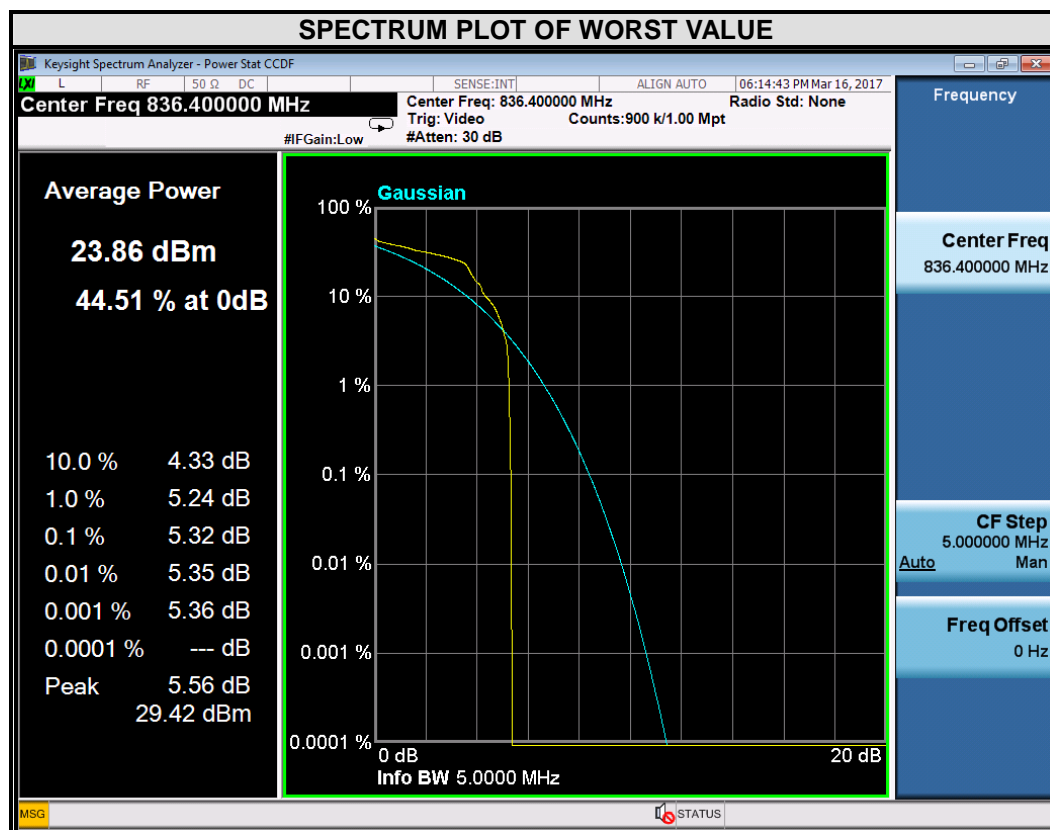 SPECTRUM PLOT OF WORST VALUE
Keysight Spectrum Analyzer - Power Stat CCDF
LXI L RF 50 Ω DC SENSE:INT ALIGN AUTO 06:14:43 PM Mar 16, 2017
Center Freq 836.400000 MHz
#IFGain:Low
Center Freq: 836.400000 MHz
Radio Std: None
Trig: Video
Counts:900 k/1.00 Mpt
#Atten: 30 dB
Average Power
23.86 dBm
44.51 % at 0dB
10.0 % 4.33 dB
1.0 % 5.24 dB
0.1 % 5.32 dB
0.01 % 5.35 dB
0.001 % 5.36 dB
0.0001 % --- dB
Peak 5.56 dB
29.42 dBm
Gaussian
100 %
10 %
1 %
0.1 %
0.01 %
0.001 %
0.0001 %
0 dB
20 dB
Info BW 5.0000 MHz
Frequency
Center Freq
836.400000 MHz
CF Step
5.000000 MHz
Auto Man
Freq Offset
0 Hz
MSG
STATUS